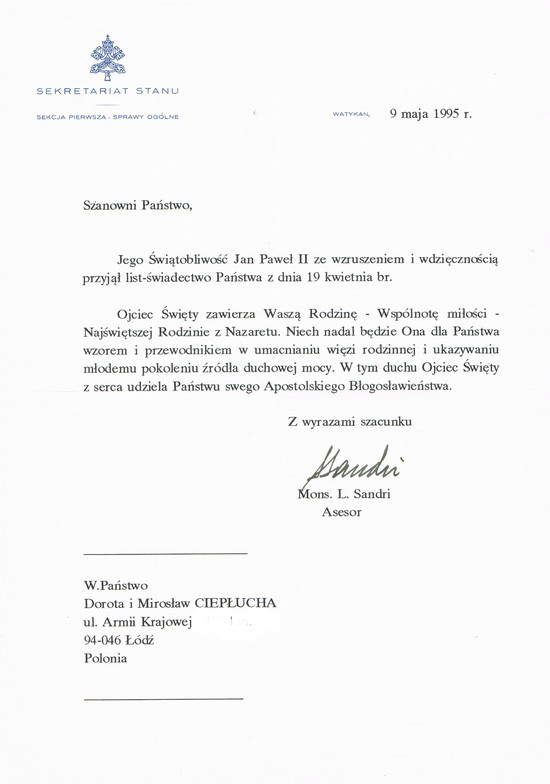 SEKRETARIAT STANU
SEKCJA PIERWSZA - SPRAWY OGÓLNE
WATYKAN, 9 maja 1995 r.
Szanowni Państwo,
Jego Świątobliwość Jan Paweł II ze wzruszeniem i wdzięcznością
przyjął list-świadectwo Państwa z dnia 19 kwietnia br.
Ojciec Święty zawierza Waszą Rodzinę - Wspólnotę miłości -
Najświętszej Rodzinie z Nazaretu. Niech nadal będzie Ona dla Państwa
wzorem i przewodnikiem w umacnianiu więzi rodzinnej i ukazywaniu
młodemu pokoleniu źródła duchowej mocy. W tym duchu Ojciec Święty
z serca udziela Państwu swego Apostolskiego Błogosławieństwa.
Z wyrazami szacunku
Sandri
Mons. L. Sandri
Asesor
W.Państwo
Dorota i Mirosław CIEPŁUCHA
ul. Armii Krajowej
94-046 Łódź
Polonia